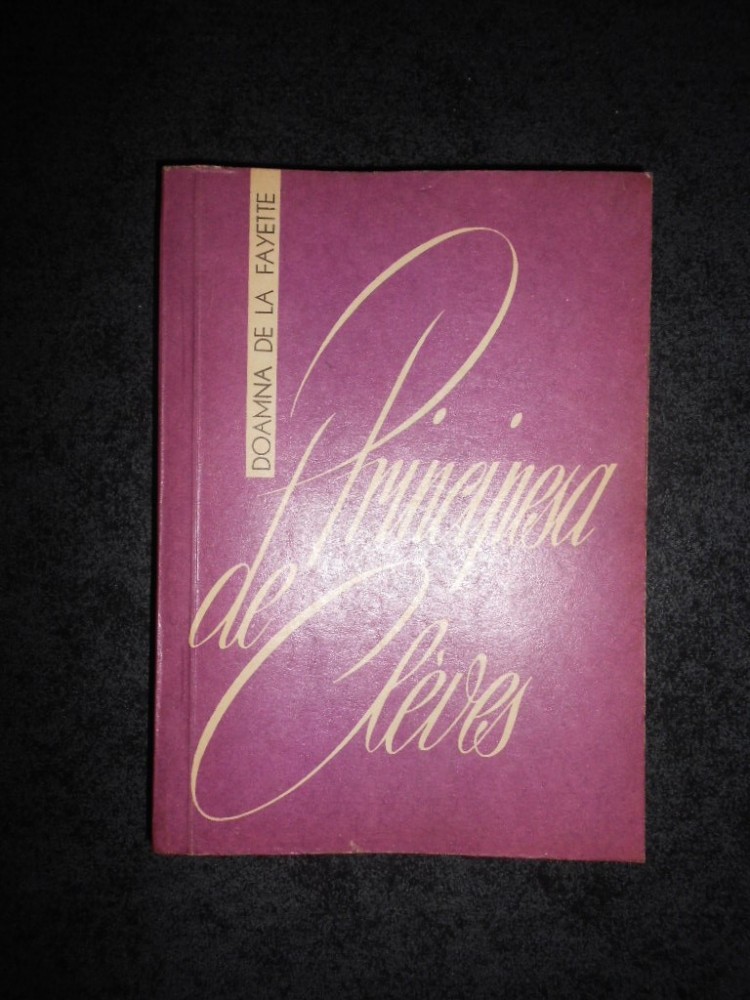 DOAMNA DE LA FAYETTE
Principesa
de
Clèves